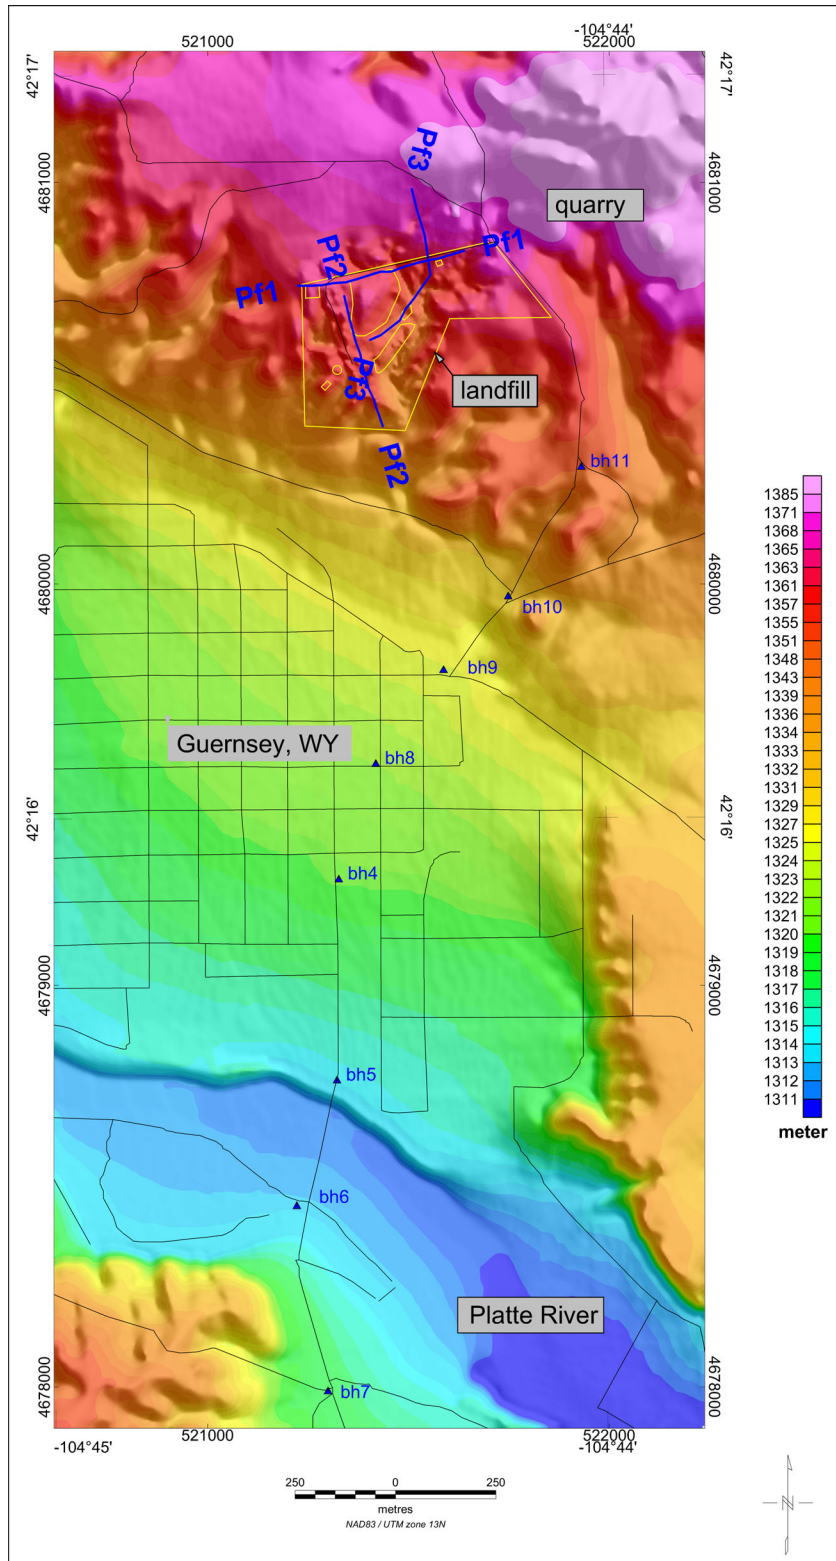 521000
-104°44'
522000
42°17'
42°17'
4681000
4681000
Pf3
quarry
Pf2
Pf1
Pf1
landfill
Pf3
Pf2
bh11
4680000
4680000
bh10
bh9
Guernsey, WY
bh8
42°16'
42°16'
bh4
4679000
4679000
bh5
bh6
Platte River
4678000
4678000
bh7
-104°45'
521000
522000
-104°44'
1385
1371
1368
1365
1363
1361
1357
1355
1351
1348
1343
1339
1336
1334
1333
1332
1331
1329
1327
1325
1324
1323
1322
1321
1320
1319
1318
1317
1316
1315
1314
1313
1312
1311
meter
250 0 250
metres
NAD83 / UTM zone 13N
N